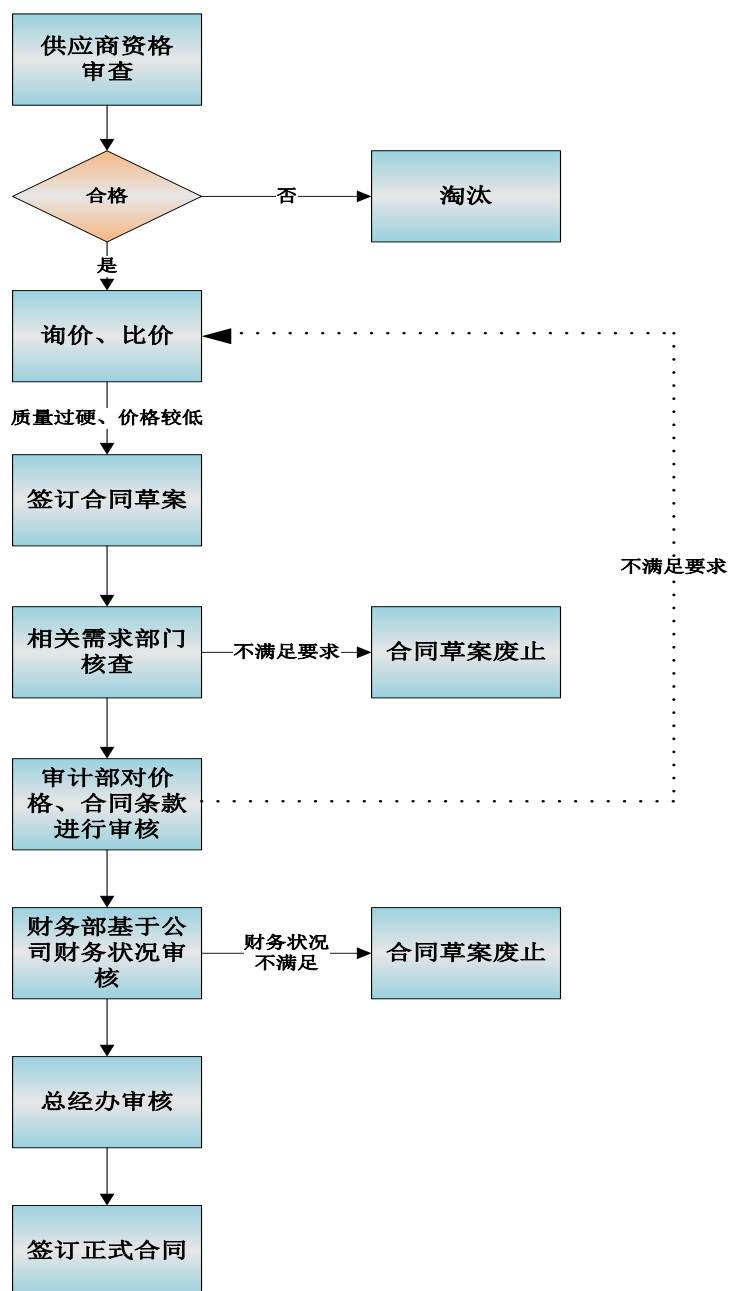 供应商资格
审查
合格
否
淘汰
是
询价、比价
质量过硬、价格较低
签订合同草案
不满足要求
相关需求部门
核查
不满足要求
合同草案废止
审计部对价
格、合同条款
进行审核
财务部基于公
司财务状况审
核
财务状况
不满足
合同草案废止
总经办审核
签订正式合同